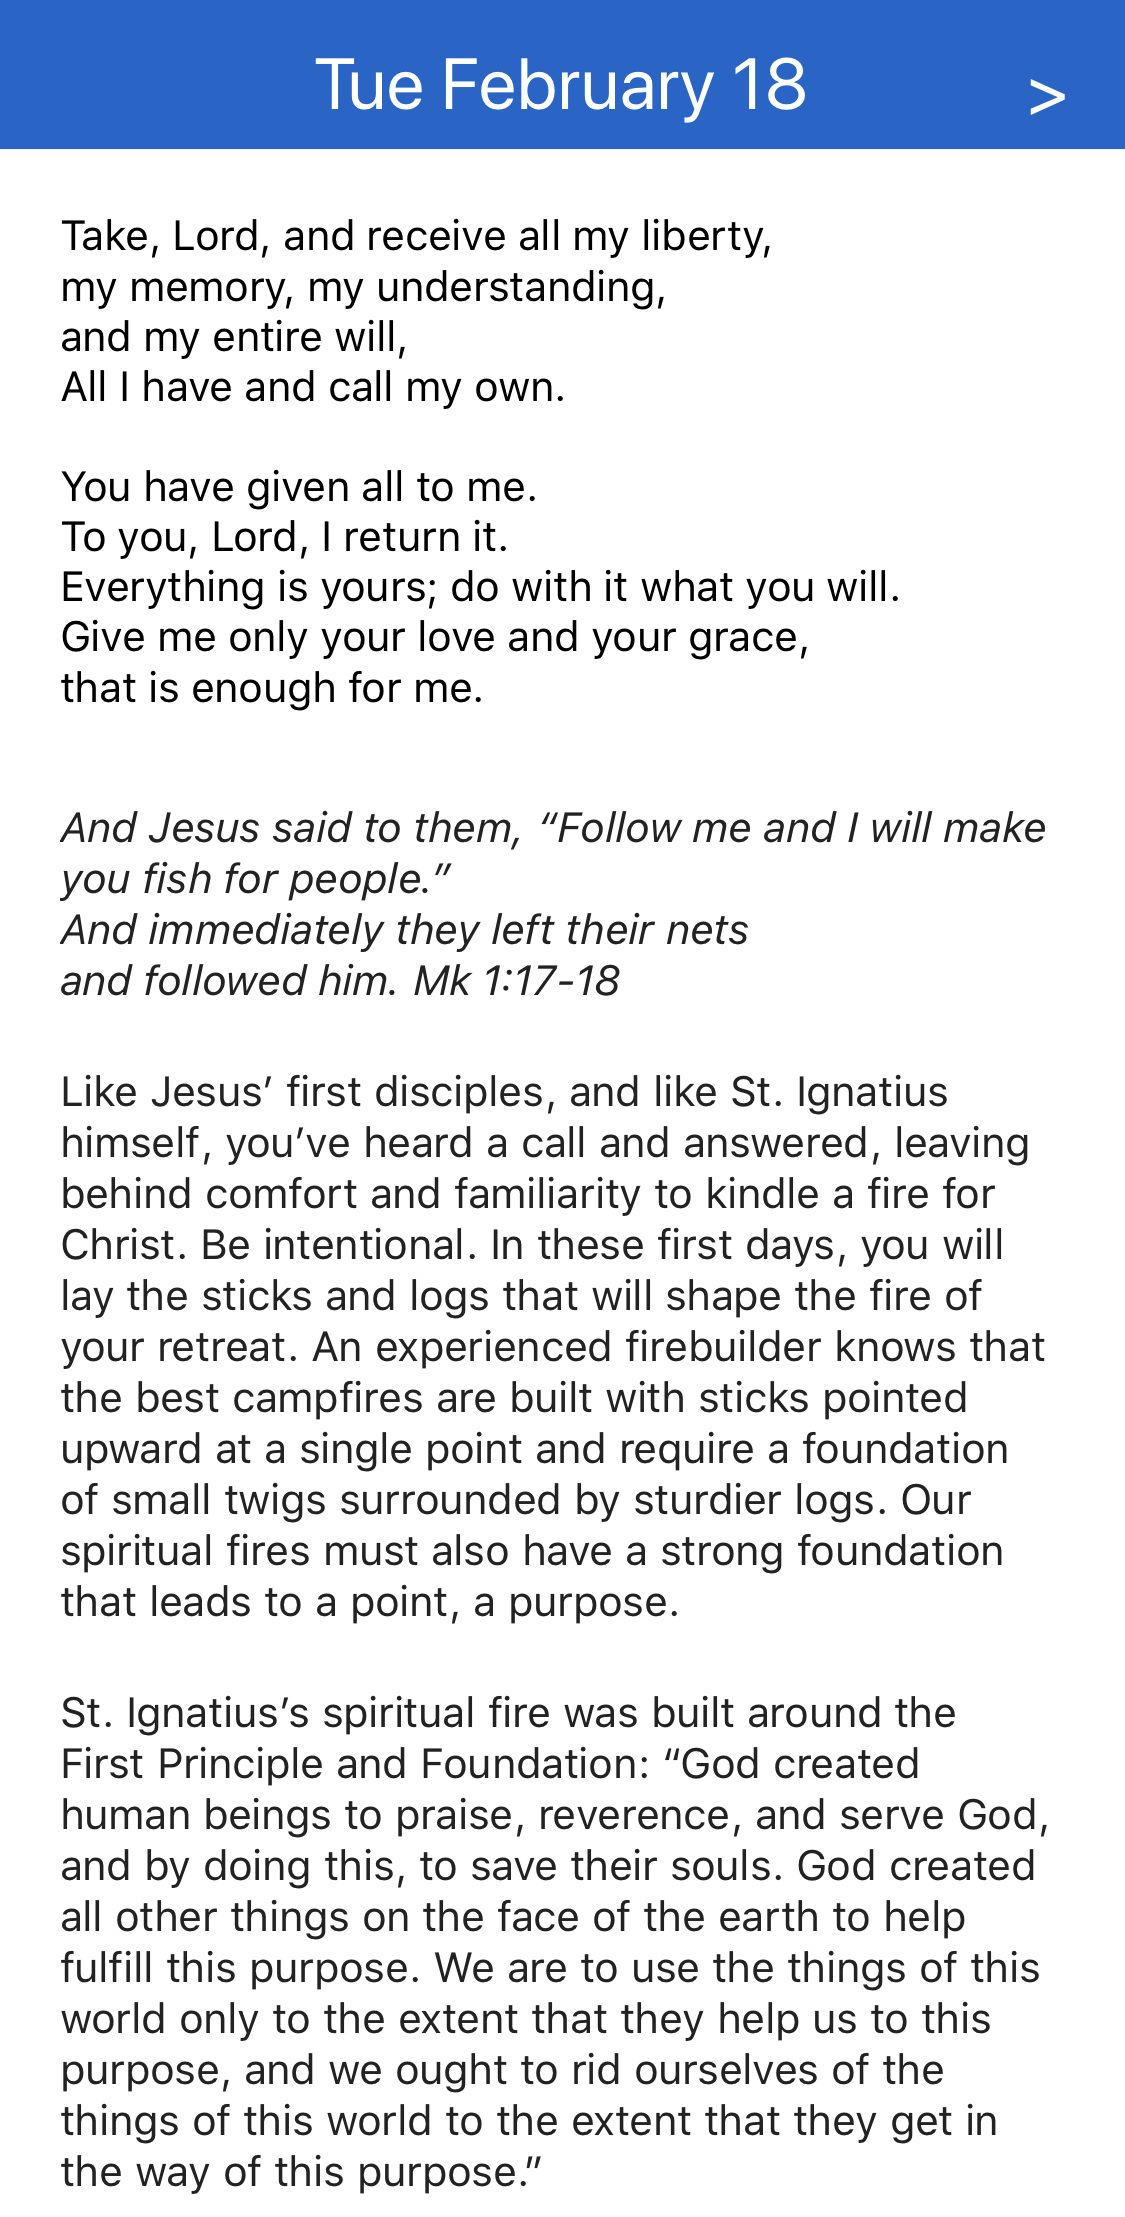 Tue February 18
>
Take, Lord, and receive all my liberty,
my memory, my understanding,
and my entire will,
All I have and call my own.
You have given all to me.
To you, Lord, I return it.
Everything is yours; do with it what you will.
Give me only your love and your grace,
that is enough for me.
And Jesus said to them, “Follow me and I will make
you fish for people.”
And immediately they left their nets
and followed him. Mk 1:17-18
Like Jesus’ first disciples, and like St. Ignatius
himself, you’ve heard a call and answered, leaving
behind comfort and familiarity to kindle a fire for
Christ. Be intentional. In these first days, you will
lay the sticks and logs that will shape the fire of
your retreat. An experienced firebuilder knows that
the best campfires are built with sticks pointed
upward at a single point and require a foundation
of small twigs surrounded by sturdier logs. Our
spiritual fires must also have a strong foundation
that leads to a point, a purpose.
St. Ignatius’s spiritual fire was built around the
First Principle and Foundation: “God created
human beings to praise, reverence, and serve God,
and by doing this, to save their souls. God created
all other things on the face of the earth to help
fulfill this purpose. We are to use the things of this
world only to the extent that they help us to this
purpose, and we ought to rid ourselves of the
things of this world to the extent that they get in
the way of this purpose.”